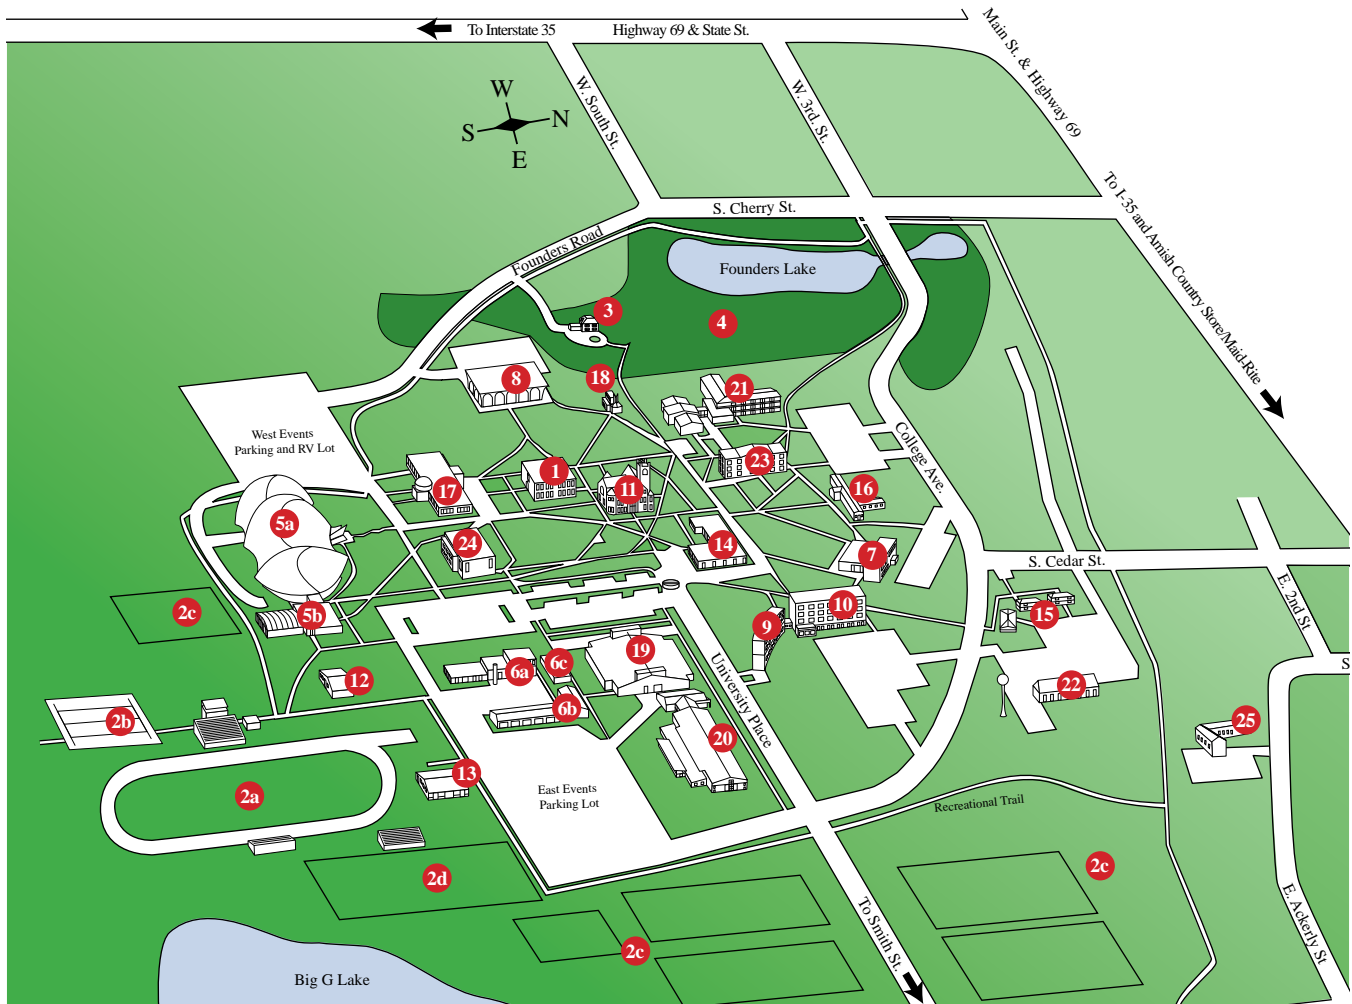 To Interstate 35
Highway 69 & State St.
Main St. & Highway 69
W. South St.
W. 3rd. St.
W
S
N
E
To I-35 and Amish Country Store/Maid-Rite
S. Cherry St.
Founders Road
Founders Lake
3
4
8
18
21
West Events
Parking and RV Lot
College Ave.
1
23
17
11
16
5a
24
14
7
S. Cedar St.
E. 2nd St
2c
5b
10
15
9
19
6c
6a
12
22
University Place
S
2b
6b
25
20
13
2a
East Events
Parking Lot
Recreational Trail
2d
2c
E. Ackerly St
To Smith St.
2c
Big G Lake